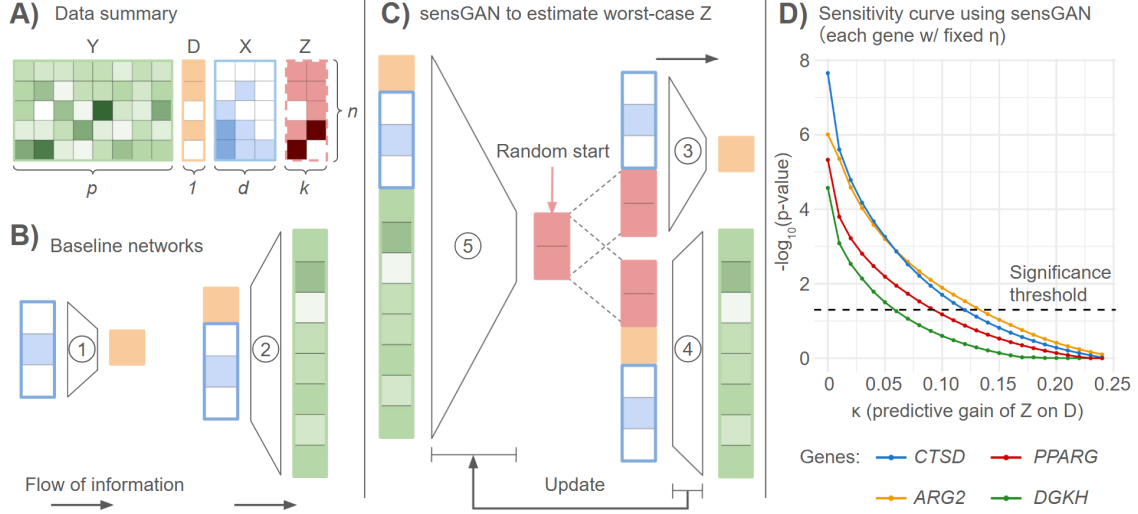 A) Data summary
Y D X Z
n
p 1 d k
B) Baseline networks
1
2
Flow of information
C) sensGAN to estimate worst-case Z
Random start
3
5
4
Update
D) Sensitivity curve using sensGAN
(each gene w/ fixed η)
-log10(p-value)
8
6
4
2
0
Significance
threshold
0 0.05 0.10 0.15 0.20 0.25
κ (predictive gain of Z on D)
Genes: CTSD PPARG
ARG2 DGKH